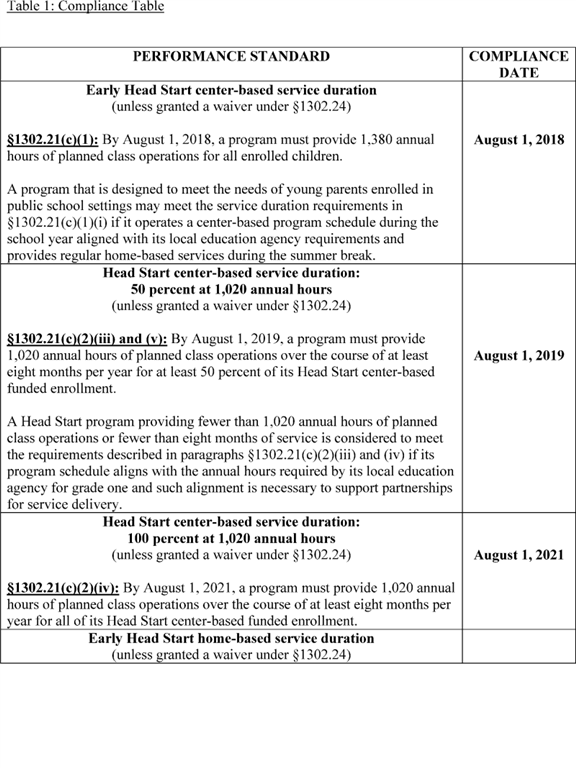 Table 1: Compliance Table
PERFORMANCE STANDARD
COMPLIANCE
DATE
Early Head Start center-based service duration
(unless granted a waiver under §1302.24)
§1302.21(c)(1): By August 1, 2018, a program must provide 1,380 annual
hours of planned class operations for all enrolled children.
A program that is designed to meet the needs of young parents enrolled in
public school settings may meet the service duration requirements in
§1302.21(c)(1)(i) if it operates a center-based program schedule during the
school year aligned with its local education agency requirements and
provides regular home-based services during the summer break.
August 1, 2018
Head Start center-based service duration:
50 percent at 1,020 annual hours
(unless granted a waiver under §1302.24)
§1302.21(c)(2)(iii) and (v): By August 1, 2019, a program must provide
1,020 annual hours of planned class operations over the course of at least
eight months per year for at least 50 percent of its Head Start center-based
funded enrollment.
A Head Start program providing fewer than 1,020 annual hours of planned
class operations or fewer than eight months of service is considered to meet
the requirements described in paragraphs §1302.21(c)(2)(iii) and (iv) if its
program schedule aligns with the annual hours required by its local education
agency for grade one and such alignment is necessary to support partnerships
for service delivery.
August 1, 2019
Head Start center-based service duration:
100 percent at 1,020 annual hours
(unless granted a waiver under §1302.24)
§1302.21(c)(2)(iv): By August 1, 2021, a program must provide 1,020 annual
hours of planned class operations over the course of at least eight months per
year for all of its Head Start center-based funded enrollment.
August 1, 2021
Early Head Start home-based service duration
(unless granted a waiver under §1302.24)